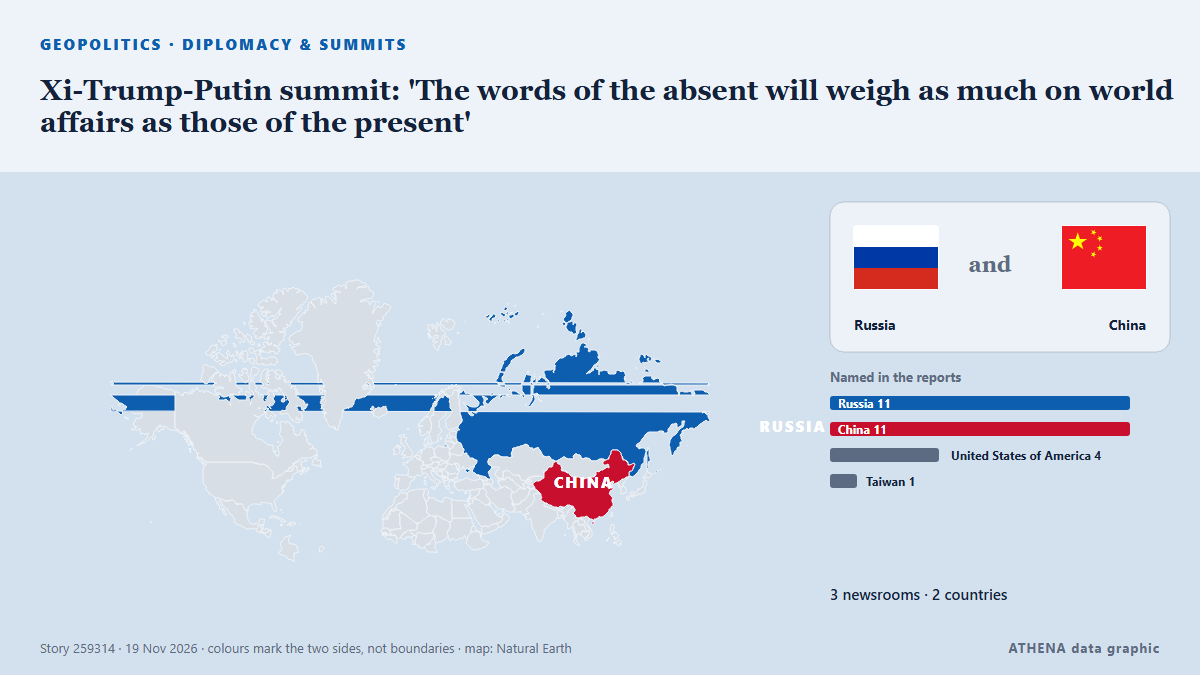 GEOPOLITICS · DIPLOMACY & SUMMITS
Xi-Trump-Putin summit: 'The words of the absent will weigh as much on world
affairs as those of the present'
and
Russia
China
Named in the reports
Russia 11
RUSSIA
China 11
United States of America 4
CHINA
Taiwan 1
3 newsrooms · 2 countries
Story 259314 · 19 Nov 2026 · colours mark the two sides, not boundaries · map: Natural Earth
ATHENA data graphic